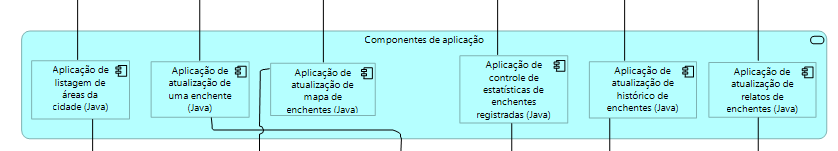 Componentes de aplicação
Aplicação de
listagem de
áreas da
cidade (Java)
Aplicação de
atualização de
uma enchente
(Java)
Aplicação de
atualização de
mapa de
enchentes (Java)
Aplicação de
controle de
estatísticas de
enchentes
registradas (Java)
Aplicação de
atualização de
histórico de
enchentes (Java)
Aplicação de
atualização de
relatos de
enchentes (Java)